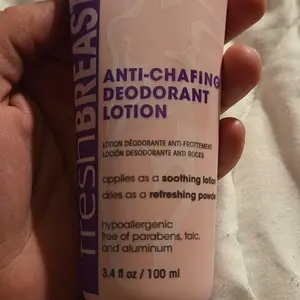 freshBREAST
ANTI-CHAFING
DEODORANT
LOTION
LOTION DÉODORANTE ANTI-FROTTEMENT
LOCIÓN DESODORANTE ANTI ROCES
applies as a soothing lotion
dries as a refreshing powder
hypoallergenic
free of parabens, talc,
and aluminum
3.4 fl oz / 100 ml